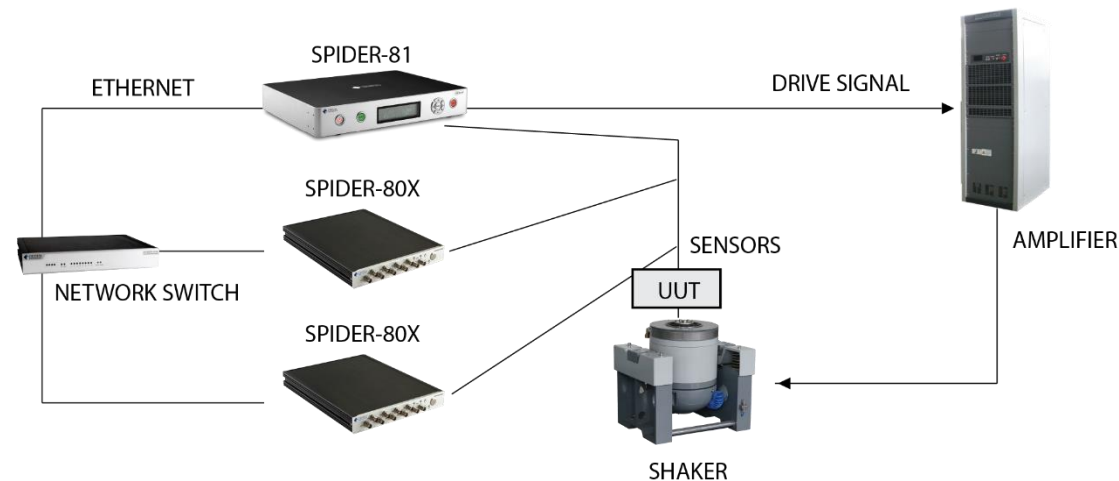 SPIDER-81
ETHERNET
DRIVE SIGNAL
SPIDER-80X
SENSORS
AMPLIFIER
NETWORK SWITCH
UUT
SPIDER-80X
SHAKER